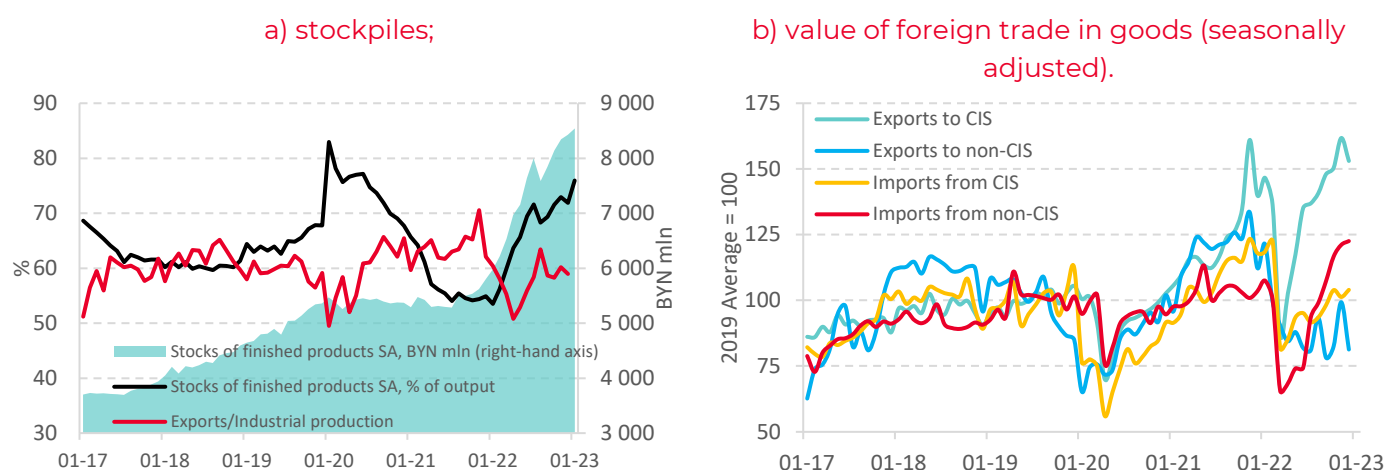 a) stockpiles;
90
80
70
60
50
40
30
%
9 000
8 000
7 000
6 000
5 000
4 000
3 000
BYN mln
Stocks of finished products SA, BYN mln (right-hand axis)
Stocks of finished products SA, % of output
Exports/Industrial production
01-17 01-18 01-19 01-20 01-21 01-22 01-23
b) value of foreign trade in goods (seasonally
adjusted).
175
150
125
100
75
50
2019 Average = 100
Exports to CIS
Exports to non-CIS
Imports from CIS
Imports from non-CIS
01-17 01-18 01-19 01-20 01-21 01-22 01-23